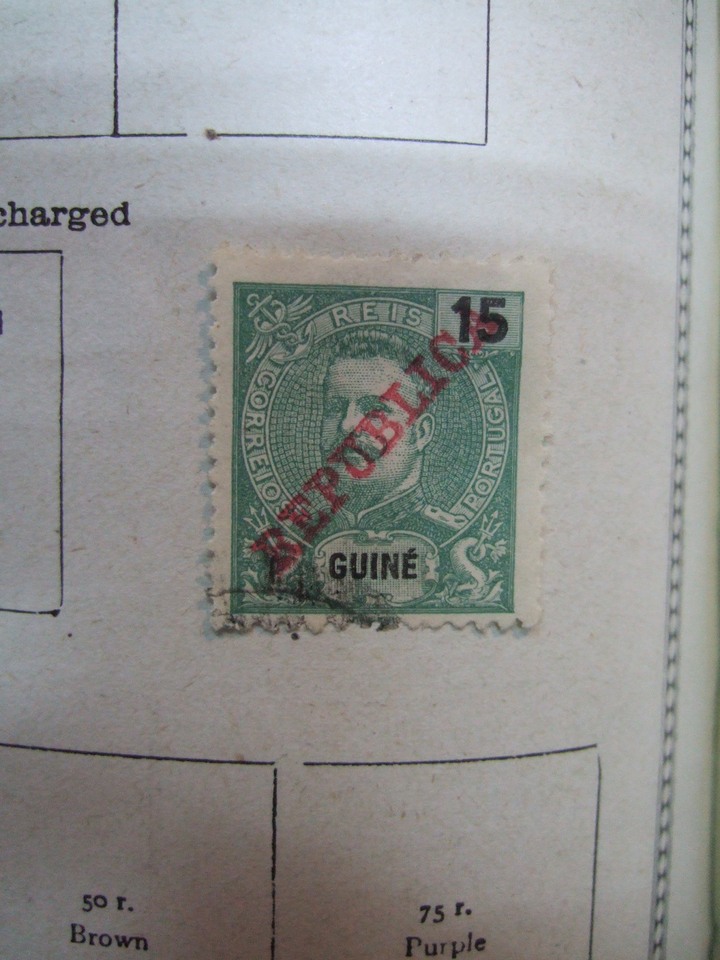 charged
REIS
15
CORREIOS
PORTUGAL
REPUBLICA
GUINÉ
50 r.
Brown
75 r.
Purple